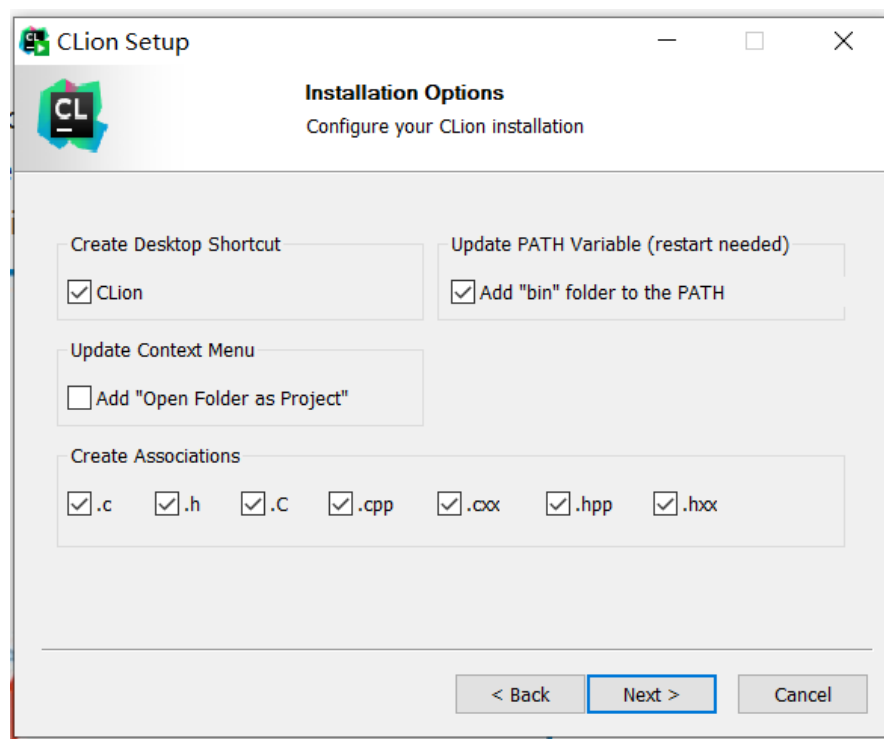 CL
CLion Setup
CL
Installation Options
Configure your CLion installation
Create Desktop Shortcut
CLion
Update PATH Variable (restart needed)
Add "bin" folder to the PATH
Update Context Menu
Add "Open Folder as Project"
Create Associations
.c .h .C .cpp .cxx .hpp .hxx
< Back Next > Cancel